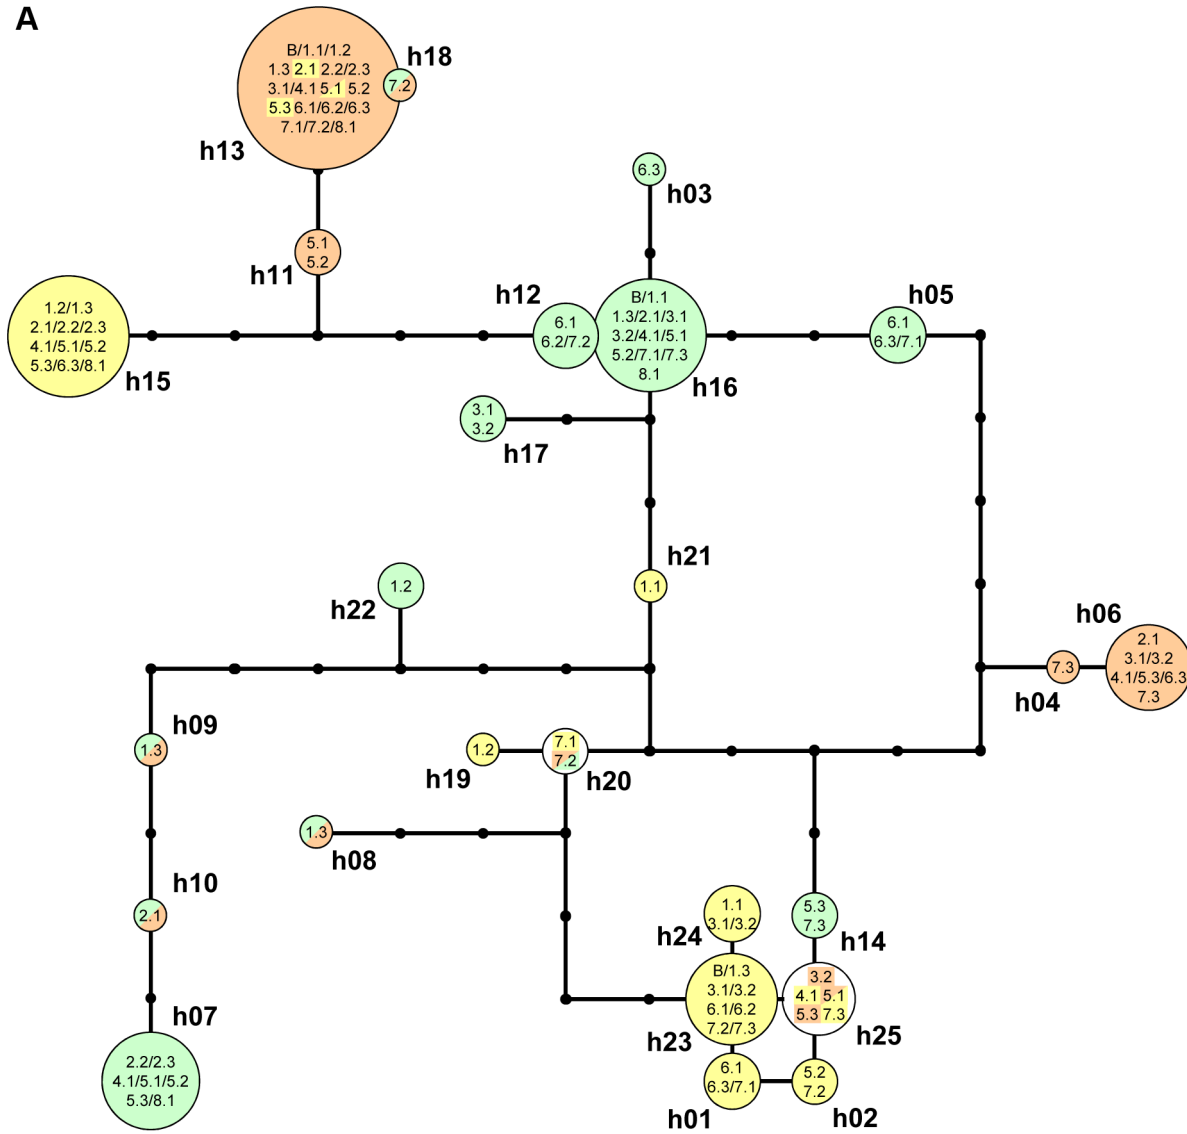 A
B/1.1/1.2
1.3 2.1 2.2/2.3
3.1/4.1 5.1 5.2
5.3 6.1/6.2/6.3
7.1/7.2/8.1
7.2
h18
h13
6.3
h03
5.1
5.2
h11
1.2/1.3
2.1/2.2/2.3
4.1/5.1/5.2
5.3/6.3/8.1
h15
h12
6.1
6.2/7.2
B/1.1
1.3/2.1/3.1
3.2/4.1/5.1
5.2/7.1/7.3
8.1
h16
h05
6.1
6.3/7.1
3.1
3.2
h17
h21
1.1
1.2
h22
h06
2.1
3.1/3.2
4.1/5.3/6.3
7.3
7.3
h04
h09
1.3
1.2
h19
7.1
7.2
h20
1.3
h08
h10
2.1
1.1
3.1/3.2
h24
5.3
7.3
h14
B/1.3
3.1/3.2
6.1/6.2
7.2/7.3
h23
3.2
4.1 5.1
5.3 7.3
h25
h07
2.2/2.3
4.1/5.1/5.2
5.3/8.1
6.1
6.3/7.1
h01
5.2
7.2
h02